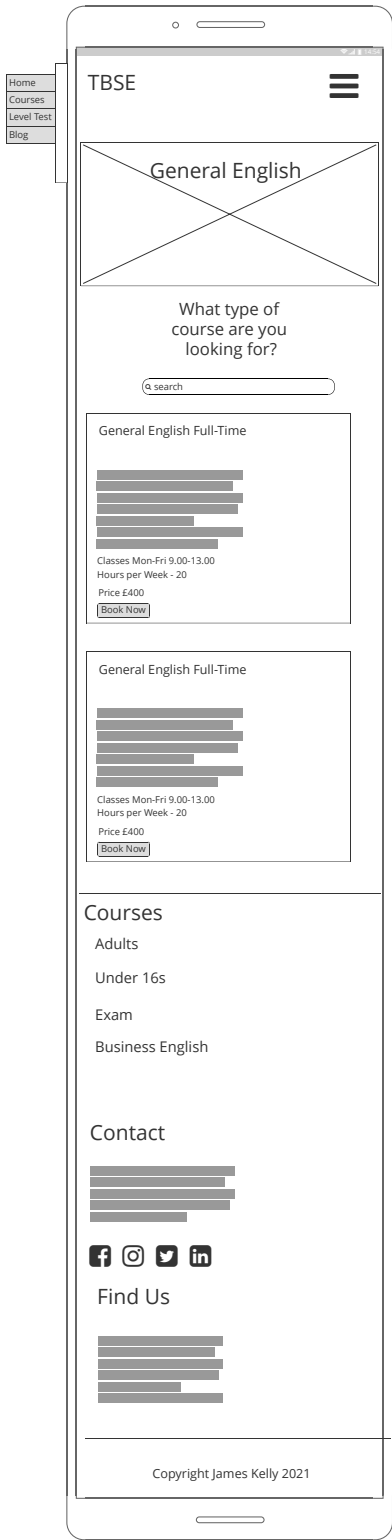 Home
Courses
Level Test
Blog
TBSE
General English
What type of
course are you
looking for?
search
General English Full-Time
Classes Mon-Fri 9.00-13.00
Hours per Week - 20
Price £400
Book Now
General English Full-Time
Classes Mon-Fri 9.00-13.00
Hours per Week - 20
Price £400
Book Now
Courses
Adults
Under 16s
Exam
Business English
Contact
Find Us
Copyright James Kelly 2021